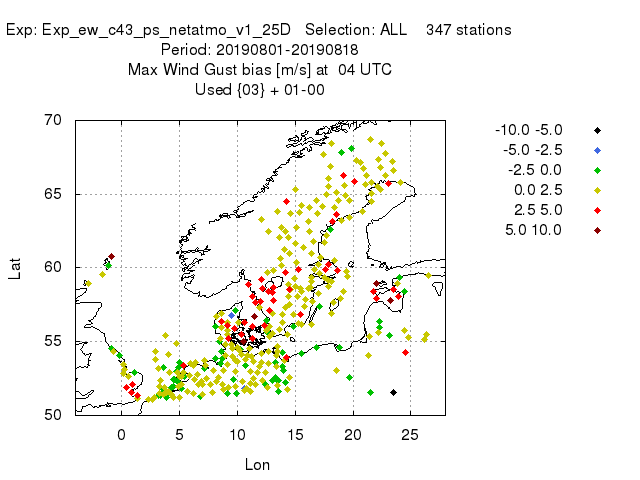 Exp: Exp_ew_c43_ps_netatmo_v1_25D Selection: ALL 347 stations
Period: 20190801-20190818
Max Wind Gust bias [m/s] at 04 UTC
Used {03} + 01-00
-10.0 -5.0
-5.0 -2.5
-2.5 0.0
0.0 2.5
2.5 5.0
5.0 10.0
70
65
60
55
50
Lat
0 5 10 15 20 25
Lon